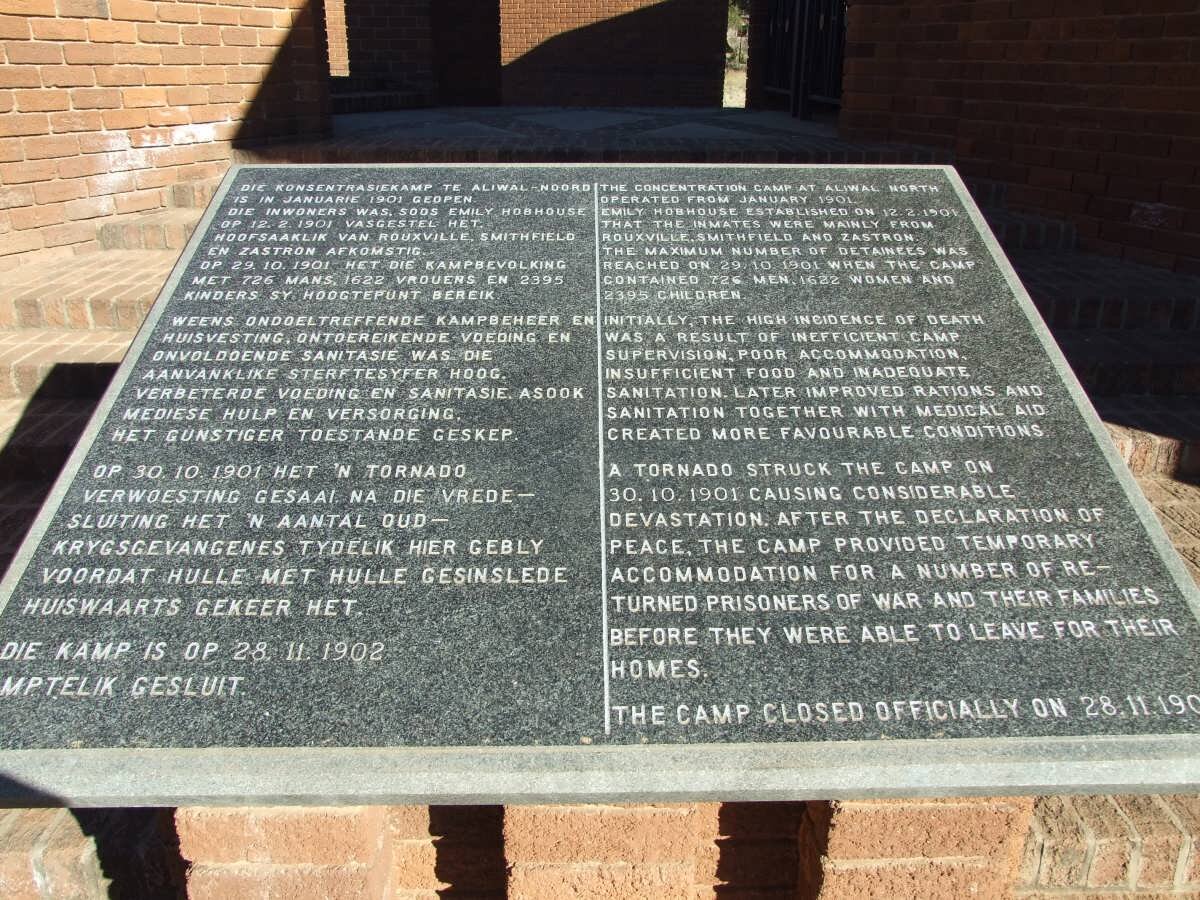 DIE KONSENTRASIEKAMP TE ALIWAL-NOORD
IS IN JANUARIE 1901 GEOPEN.
DIE INWONERS WAS, SOOS EMILY HOBHOUSE
OP 12.2.1901 VASGESTEL HET.
HOOFSAAKLIK VAN ROUXVILLE, SMITHFIELD
EN ZASTRON AFKOMSTIG.
OP 29.10.1901 HET DIE KAMPBEVOLKING
MET 726 MANS, 1622 VROUENS EN 2395
KINDERS SY HOOGTEPUNT BEREIK.
WEENS ONDOELTREFFENDE KAMPBEHEER EN
HUISVESTING, ONTOEREIKENDE VOEDING EN
ONVOLDOENDE SANITASIE WAS DIE
AANVANKLIKE STERFTESYFER HOOG.
VERBETERDE VOEDING EN SANITASIE, ASOOK
MEDIESE HULP EN VERSORGING,
HET GUNSTIGER TOESTANDE GESKEP.
OP 30.10.1901 HET 'N TORNADO
VERWOESTING GESAAI. NA DIE VREDE-
SLUITING HET 'N AANTAL OUD-
KRYGSGEVANGENES TYDELIK HIER GEBLY
VOORDAT HULLE MET HULLE GESINSLEDE
HUISWAARTS GEKEER HET.
DIE KAMP IS OP 28.11.1902
MPTELIK GESLUIT.
THE CONCENTRATION CAMP AT ALIWAL NORTH
OPERATED FROM JANUARY 1901.
EMILY HOBHOUSE ESTABLISHED ON 12.2.1901
THAT THE INMATES WERE MAINLY FROM
ROUXVILLE, SMITHFIELD AND ZASTRON.
THE MAXIMUM NUMBER OF DETAINEES WAS
REACHED ON 29.10.1901 WHEN THE CAMP
CONTAINED 726 MEN, 1622 WOMEN AND
2395 CHILDREN.
INITIALLY, THE HIGH INCIDENCE OF DEATH
WAS A RESULT OF INEFFICIENT CAMP
SUPERVISION, POOR ACCOMMODATION,
INSUFFICIENT FOOD AND INADEQUATE
SANITATION. LATER IMPROVED RATIONS AND
SANITATION TOGETHER WITH MEDICAL AID
CREATED MORE FAVOURABLE CONDITIONS
A TORNADO STRUCK THE CAMP ON
30.10.1901 CAUSING CONSIDERABLE
DEVASTATION. AFTER THE DECLARATION OF
PEACE, THE CAMP PROVIDED TEMPORARY
ACCOMMODATION FOR A NUMBER OF RE-
TURNED PRISONERS OF WAR AND THEIR FAMILIES
BEFORE THEY WERE ABLE TO LEAVE FOR THEIR
HOMES.
THE CAMP CLOSED OFFICIALLY ON 28.11.190